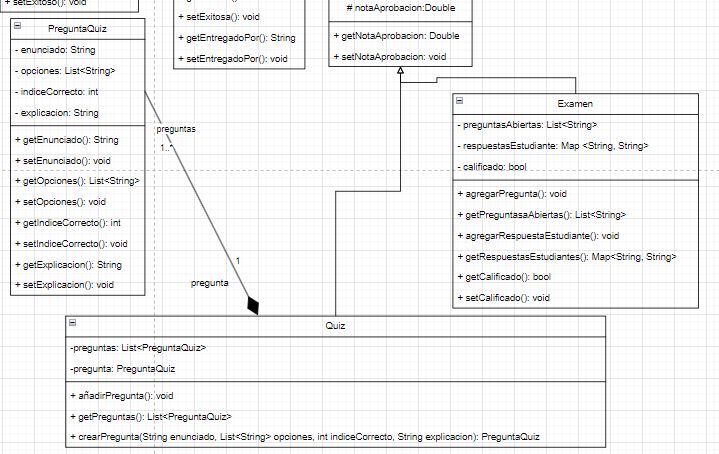 + setExitoso(): void
PreguntaQuiz
- enunciado: String
- opciones: List<String>
- indiceCorrecto: int
- explicacion: String
+ getEnunciado(): String
+ setEnunciado(): void
+ getOpciones(): List<String>
+ setOpciones(): void
+ getIndiceCorrecto(): int
+ setIndiceCorrecto(): void
+ getExplicacion(): String
+ setExplicacion(): void
+ setExitosa(): void
+ getEntregadoPor(): String
+ setEntregadoPor(): void
# notaAprobacion:Double
+ getNotaAprobacion: Double
+ setNotaAprobacion: void
preguntas
1..*
1
pregunta
Examen
- preguntasAbiertas: List<String>
- respuestasEstudiante: Map <String, String>
- calificado: bool
+ agregarPregunta(): void
+ getPreguntasaAbiertas(): List<String>
+ agregarRespuestaEstudiante(): void
+ getRespuestasEstudiantes(): Map<String, String>
+ getCalificado(): bool
+ setCalificado(): void
Quiz
-preguntas: List<PreguntaQuiz>
-pregunta: PreguntaQuiz
+ añadirPregunta(): void
+ getPreguntas(): List<PreguntaQuiz>
+ crearPregunta(String enunciado, List<String> opciones, int indiceCorrecto, String explicacion): PreguntaQuiz